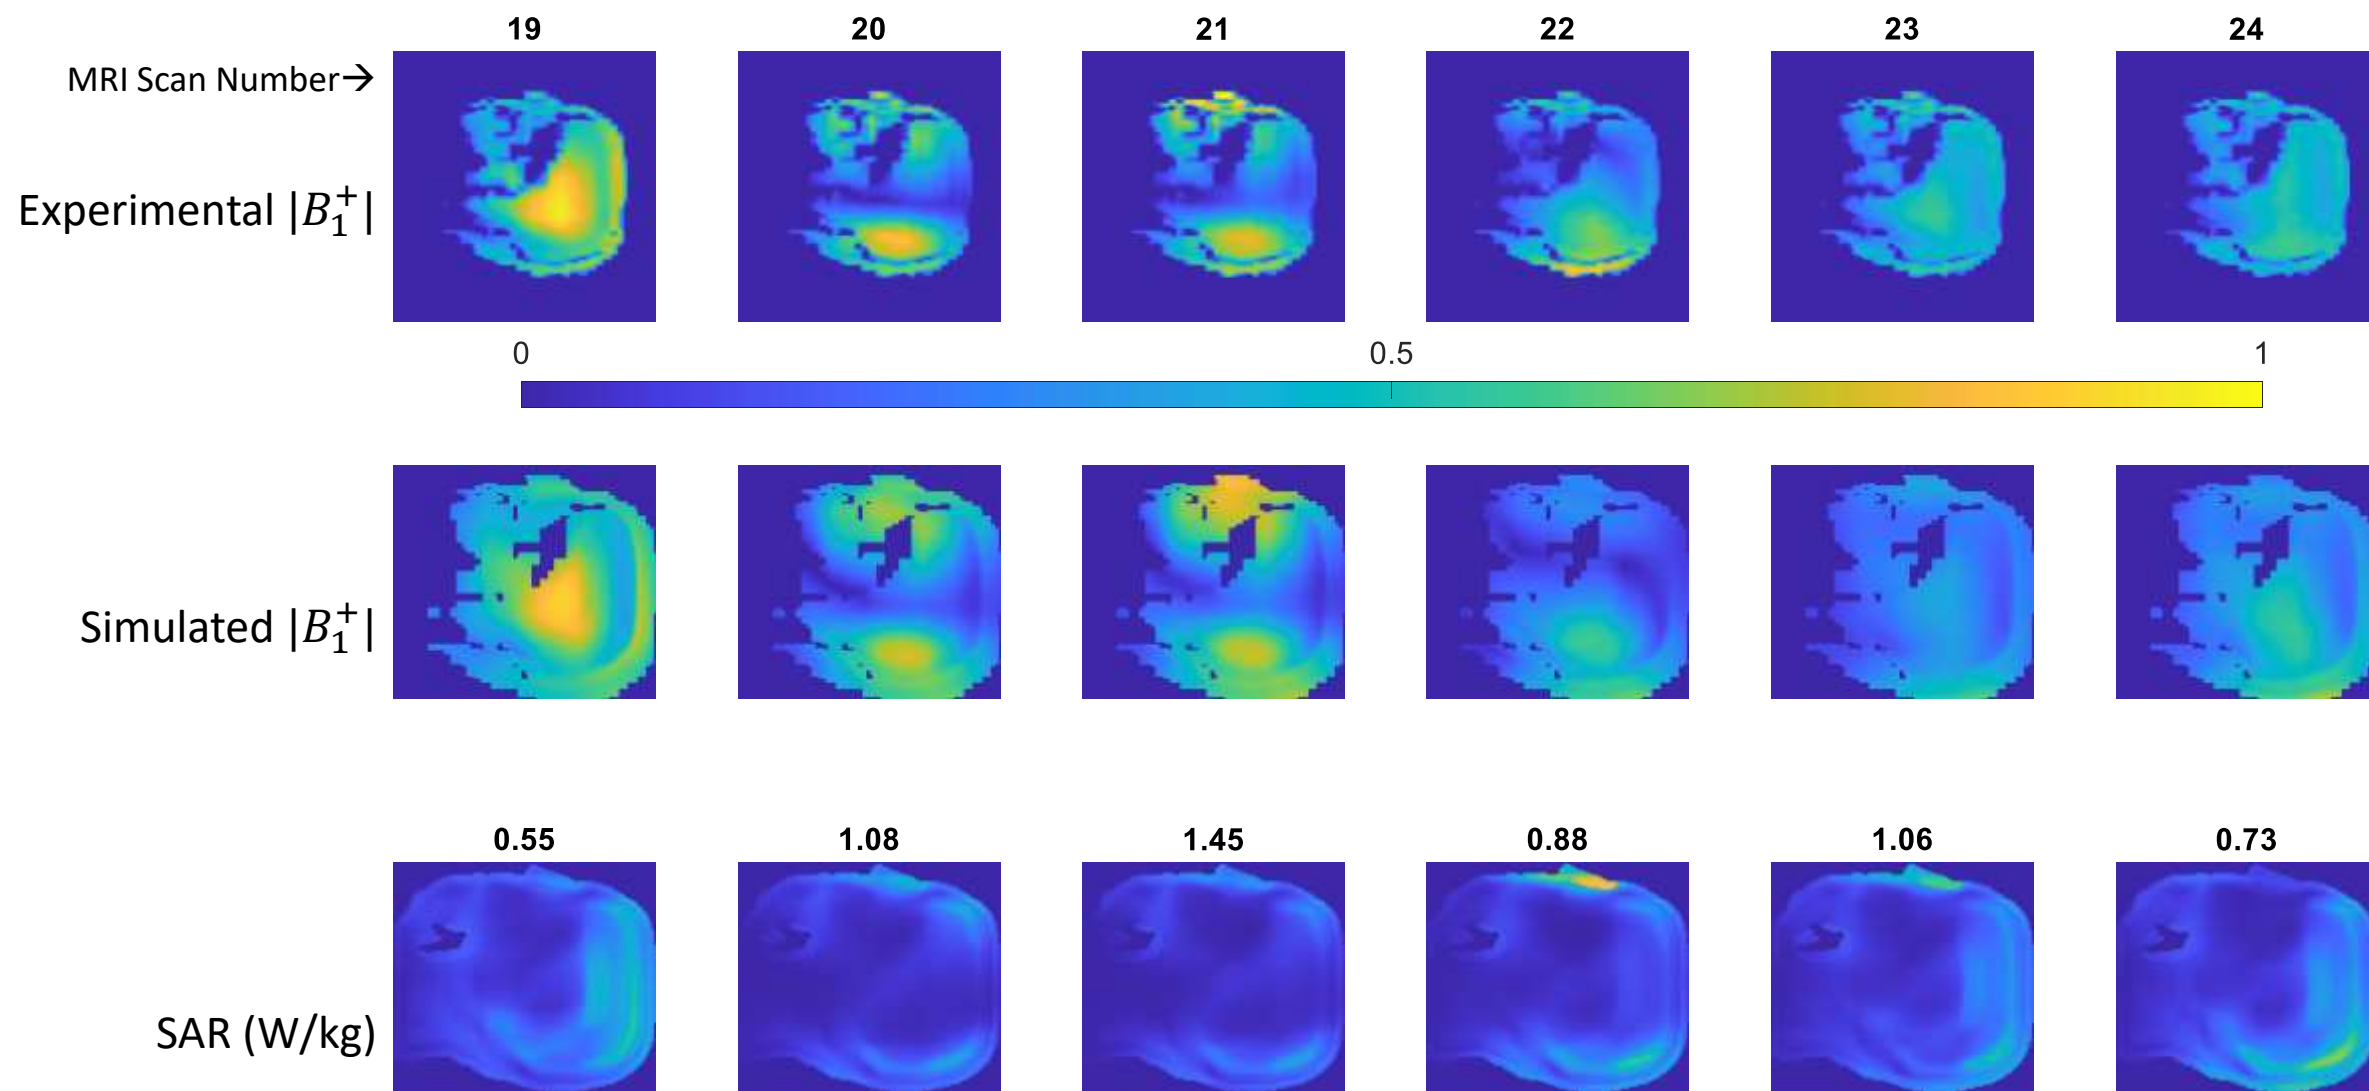 19 20 21 22 23 24
MRI Scan Number→
Experimental |B₁⁺|
0 0.5 1
Simulated |B₁⁺|
0.55 1.08 1.45 0.88 1.06 0.73
SAR (W/kg)